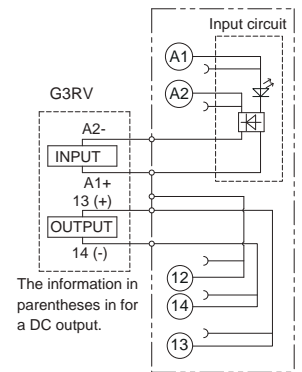 Input circuit
A1
A2
G3RV
A2-
INPUT
A1+
13 (+)
OUTPUT
14 (-)
The information in
parentheses in for
a DC output.
12
14
13